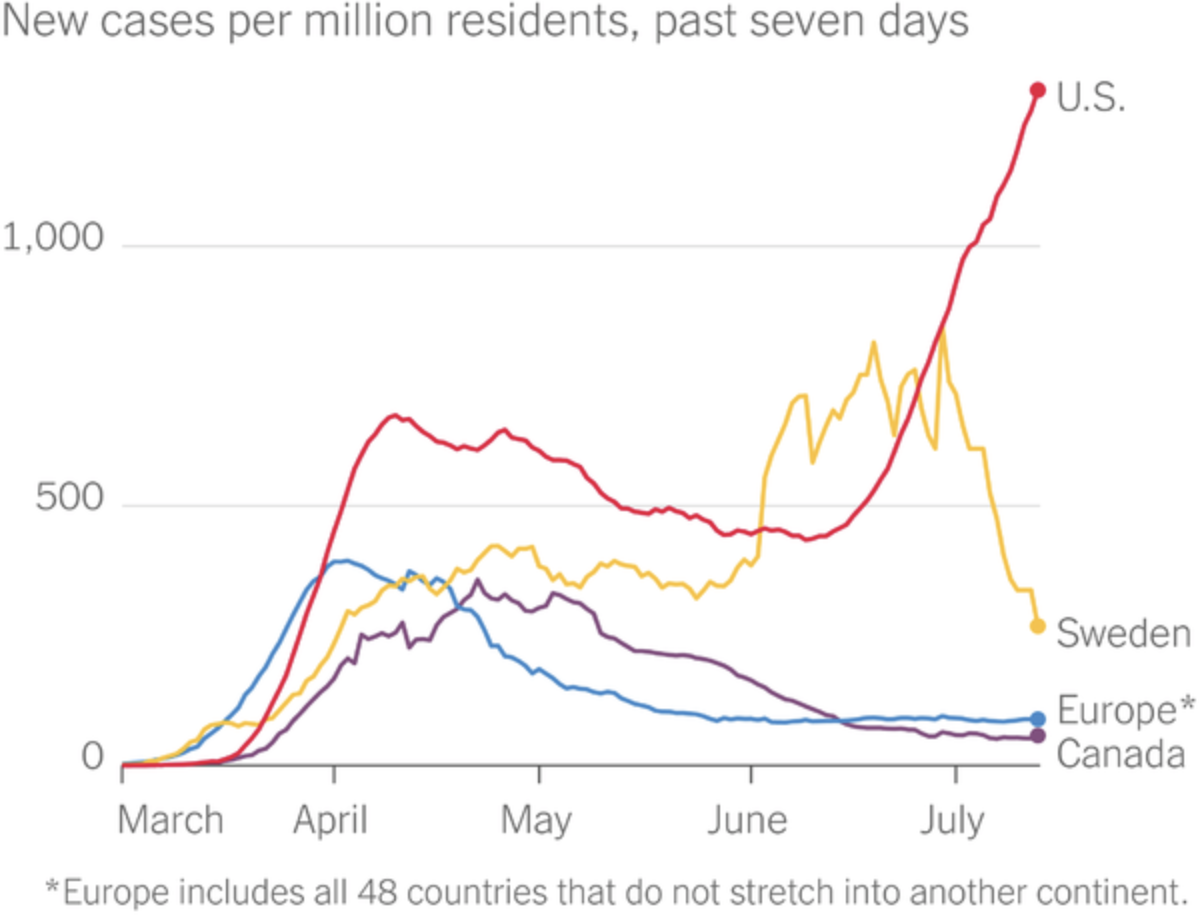 New cases per million residents, past seven days
U.S.
1,000
500
Sweden
Europe*
Canada
0
March April May June July
*Europe includes all 48 countries that do not stretch into another continent.